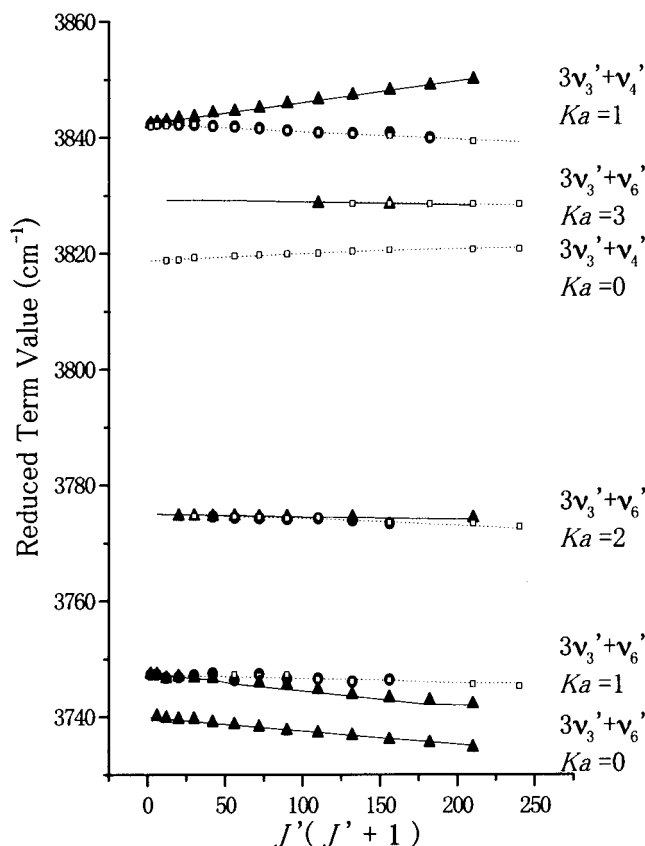 Reduced Term Value (cm⁻¹)
3860
3840
3820
3800
3780
3760
3740
3ν₃'+ν₄'
Ka=1
3ν₃'+ν₆'
Ka=3
3ν₃'+ν₄'
Ka=0
3ν₃'+ν₆'
Ka=2
3ν₃'+ν₆'
Ka=1
3ν₃'+ν₆'
Ka=0
0 50 100 150 200 250
J'(J'+1)